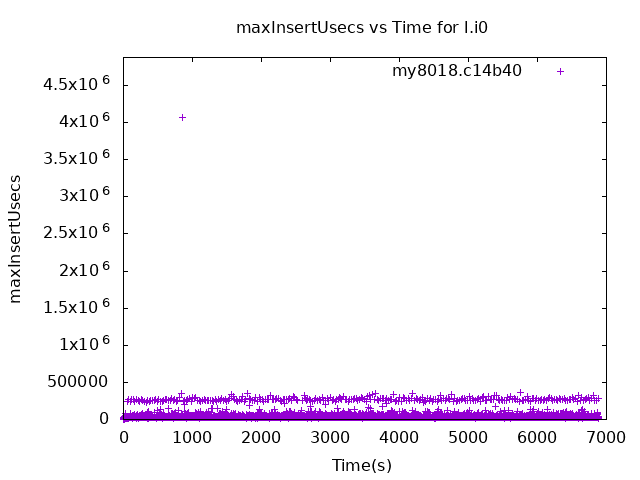 maxInsertUsecs vs Time for I.i0
my8018.c14b40
4.5x10 6
4x10 6
3.5x10 6
3x10 6
2.5x10 6
2x10 6
1.5x10 6
1x10 6
500000
0
maxInsertUsecs
0 1000 2000 3000 4000 5000 6000 7000
Time(s)